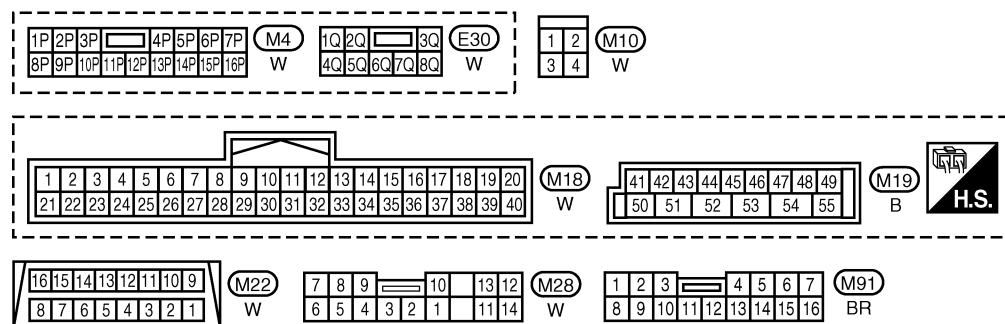 1P 2P 3P 4P 5P 6P 7P M4
8P 9P 10P 11P 12P 13P 14P 15P 16P W
1Q 2Q 3Q E30
4Q 5Q 6Q 7Q 8Q W
1 2 M10
3 4 W
1 2 3 4 5 6 7 8 9 10 11 12 13 14 15 16 17 18 19 20 M18
21 22 23 24 25 26 27 28 29 30 31 32 33 34 35 36 37 38 39 40 W
41 42 43 44 45 46 47 48 49 M19
50 51 52 53 54 55 B
H.S.
16 15 14 13 12 11 10 9 M22
8 7 6 5 4 3 2 1 W
7 8 9 10 13 12 M28
6 5 4 3 2 1 11 14 W
1 2 3 4 5 6 7 M91
8 9 10 11 12 13 14 15 16 BR